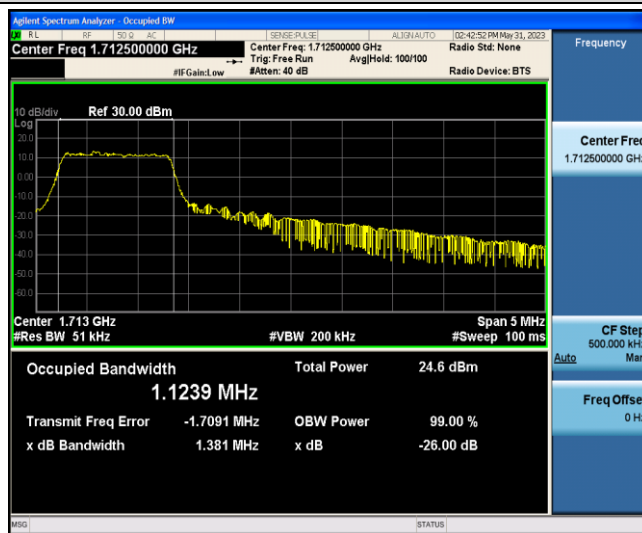 Agilent Spectrum Analyzer - Occupied BW
RL RF 50 Ω AC SENSE:PULSE ALIGNAUTO 02:42:52 PM May 31, 2023
Center Freq 1.712500000 GHz Center Freq: 1.712500000 GHz Radio Std: None
Trig: Free Run Avg|Hold: 100/100
#IFGain:Low #Atten: 40 dB Radio Device: BTS
Frequency
10 dB/div Ref 30.00 dBm
Log
20.0
10.0
0.00
-10.0
-20.0
-30.0
-40.0
-50.0
-60.0
Center 1.713 GHz Span 5 MHz
#Res BW 51 kHz #VBW 200 kHz #Sweep 100 ms
Occupied Bandwidth Total Power 24.6 dBm
1.1239 MHz
Transmit Freq Error -1.7091 MHz OBW Power 99.00 %
x dB Bandwidth 1.381 MHz x dB -26.00 dB
Center Freq
1.712500000 GHz
CF Step
500.000 kHz
Auto Man
Freq Offse
0 Hz
MSG STATUS